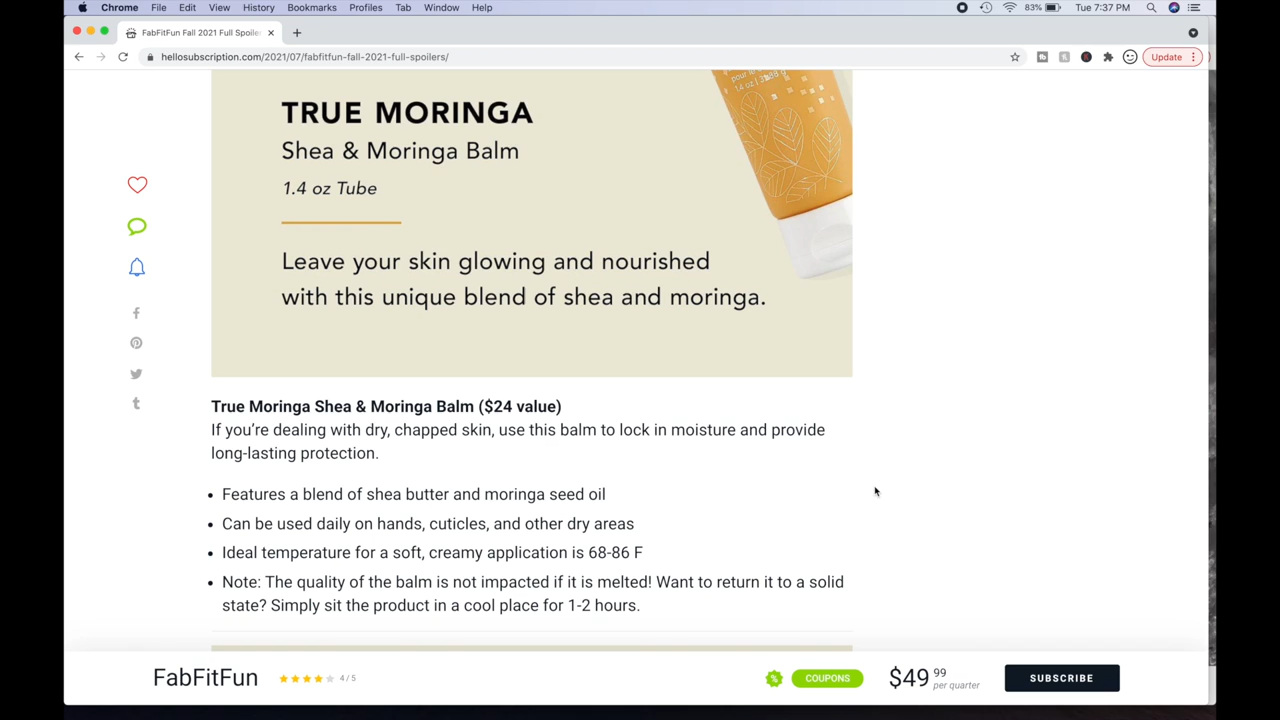 Chrome File Edit View History Bookmarks Profiles Tab Window Help 83% Tue 7:37 PM
FabFitFun Fall 2021 Full Spoiler
hellosubscription.com/2021/07/fabfitfun-fall-2021-full-spoilers/ Update
1.4 oz
TRUE MORINGA
Shea & Moringa Balm
1.4 oz Tube
Leave your skin glowing and nourished
with this unique blend of shea and moringa.
True Moringa Shea & Moringa Balm ($24 value)
If you’re dealing with dry, chapped skin, use this balm to lock in moisture and provide
long-lasting protection.
• Features a blend of shea butter and moringa seed oil
• Can be used daily on hands, cuticles, and other dry areas
• Ideal temperature for a soft, creamy application is 68-86 F
• Note: The quality of the balm is not impacted if it is melted! Want to return it to a solid
state? Simply sit the product in a cool place for 1-2 hours.
FabFitFun 4 / 5 % COUPONS $49 99 per quarter SUBSCRIBE